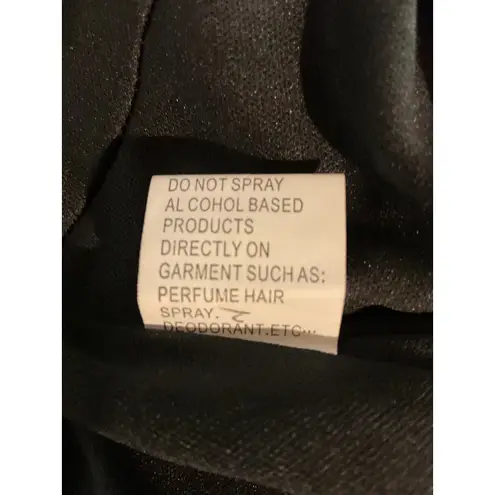 DO NOT SPRAY
AL COHOL BASED
PRODUCTS
DiRECTLY ON
GARMENT SUCH AS:
PERFUME HAIR
SPRAY.
DEODORANT.ETC...